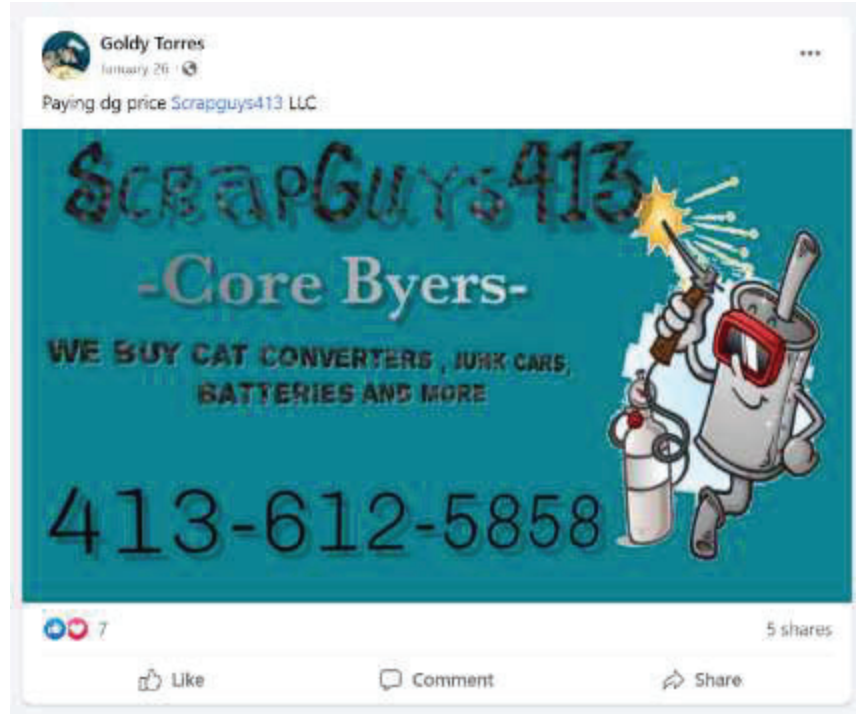 Goldy Torres
January 26
Paying dg price Scrapguys413 LLC
ScrapGuys413
-Core Byers-
WE BUY CAT CONVERTERS , JUNK CARS,
BATTERIES AND MORE
413-612-5858
7
5 shares
Like
Comment
Share